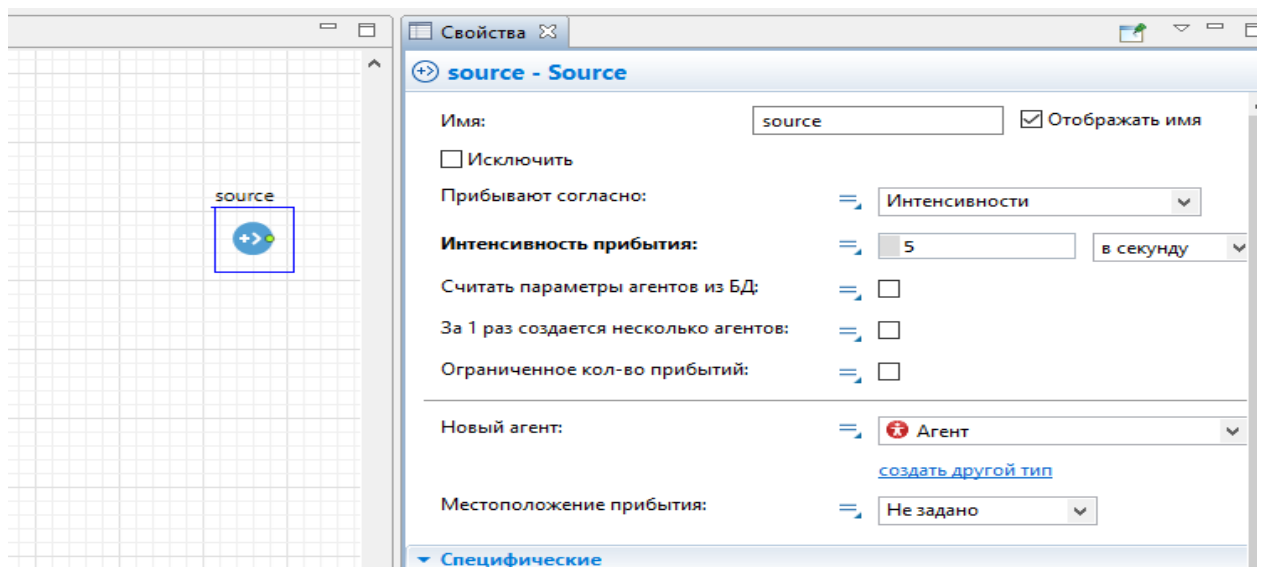 Свойства
source - Source
Имя: source Отображать имя
Исключить
source
Прибывают согласно: Интенсивности
Интенсивность прибытия: 5 в секунду
Считать параметры агентов из БД:
За 1 раз создается несколько агентов:
Ограниченное кол-во прибытий:
Новый агент: Агент
создать другой тип
Местоположение прибытия: Не задано
Специфические